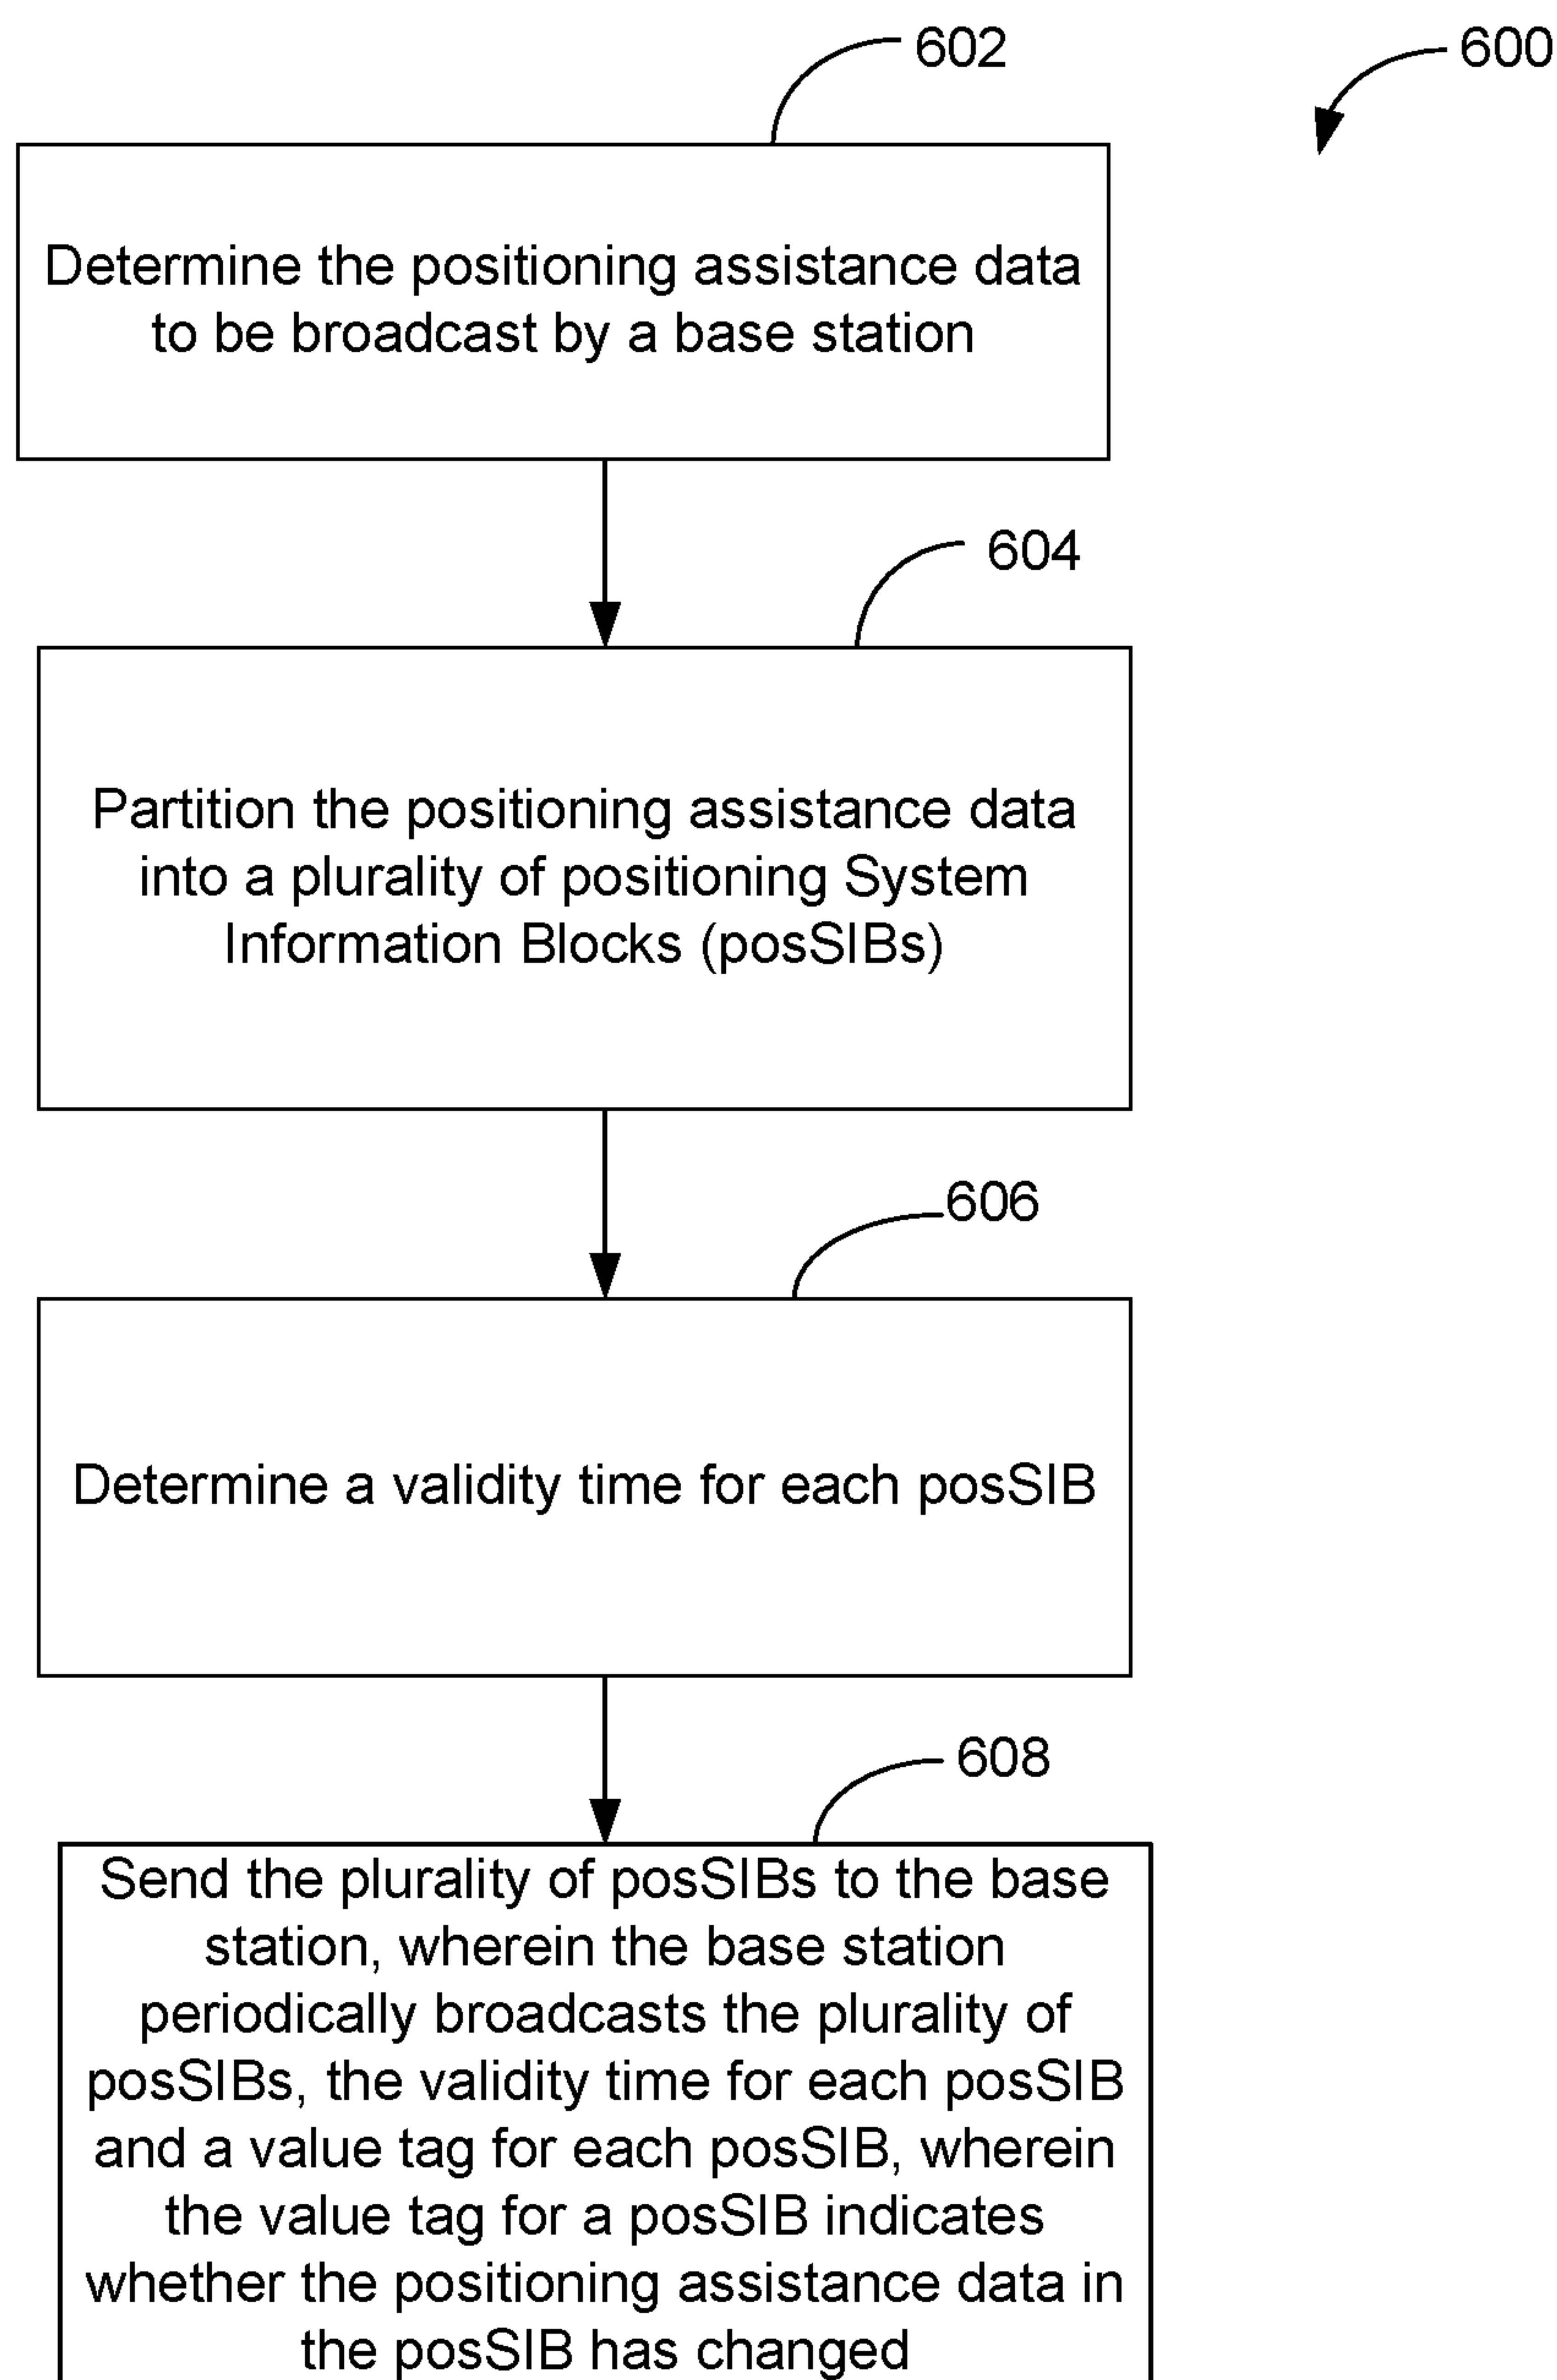 602
600
Determine the positioning assistance data
to be broadcast by a base station
604
Partition the positioning assistance data
into a plurality of positioning System
Information Blocks (posSIBs)
606
Determine a validity time for each posSIB
608
Send the plurality of posSIBs to the base
station, wherein the base station
periodically broadcasts the plurality of
posSIBs, the validity time for each posSIB
and a value tag for each posSIB, wherein
the value tag for a posSIB indicates
whether the positioning assistance data in
the posSIB has changed